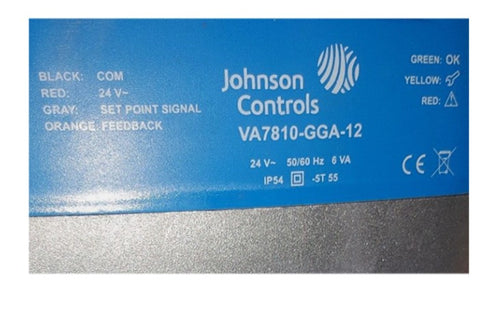 BLACK: COM
RED: 24 V~
GRAY: SET POINT SIGNAL
ORANGE: FEEDBACK
Johnson
Controls
VA7810-GGA-12
24 V~ 50/60 Hz 6 VA
IP54 -5T 55
GREEN: OK
YELLOW:
RED:
CE